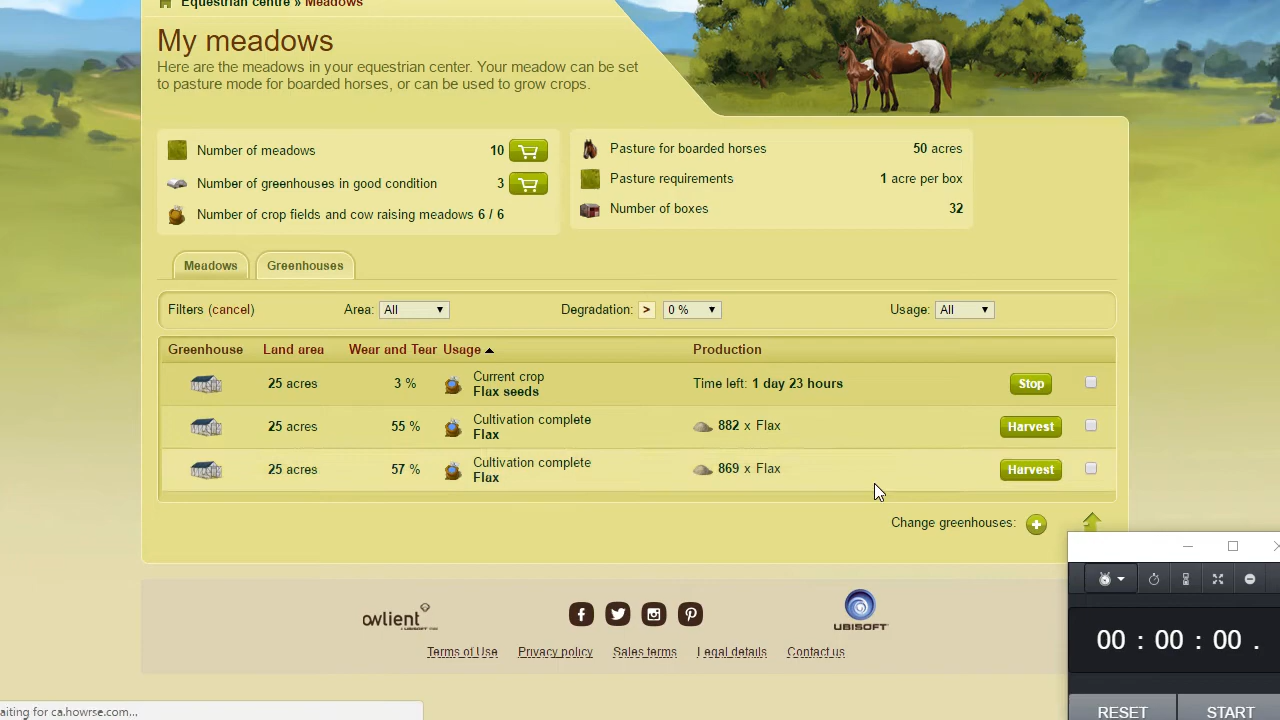 Equestrian centre » Meadows
My meadows
Here are the meadows in your equestrian center. Your meadow can be set
to pasture mode for boarded horses, or can be used to grow crops.
Number of meadows 10
Number of greenhouses in good condition 3
Number of crop fields and cow raising meadows 6 / 6
Pasture for boarded horses 50 acres
Pasture requirements 1 acre per box
Number of boxes 32
Meadows Greenhouses
Filters (cancel) Area: All Degradation: > 0 % Usage: All
Greenhouse Land area Wear and Tear Usage Production
25 acres 3 % Current crop
Flax seeds Time left: 1 day 23 hours Stop
25 acres 55 % Cultivation complete
Flax 882 x Flax Harvest
25 acres 57 % Cultivation complete
Flax 869 x Flax Harvest
Change greenhouses:
owlient
UBISOFT
Terms of Use Privacy policy Sales terms Legal details Contact us
00 : 00 : 00 .
RESET START
aiting for ca.howrse.com...